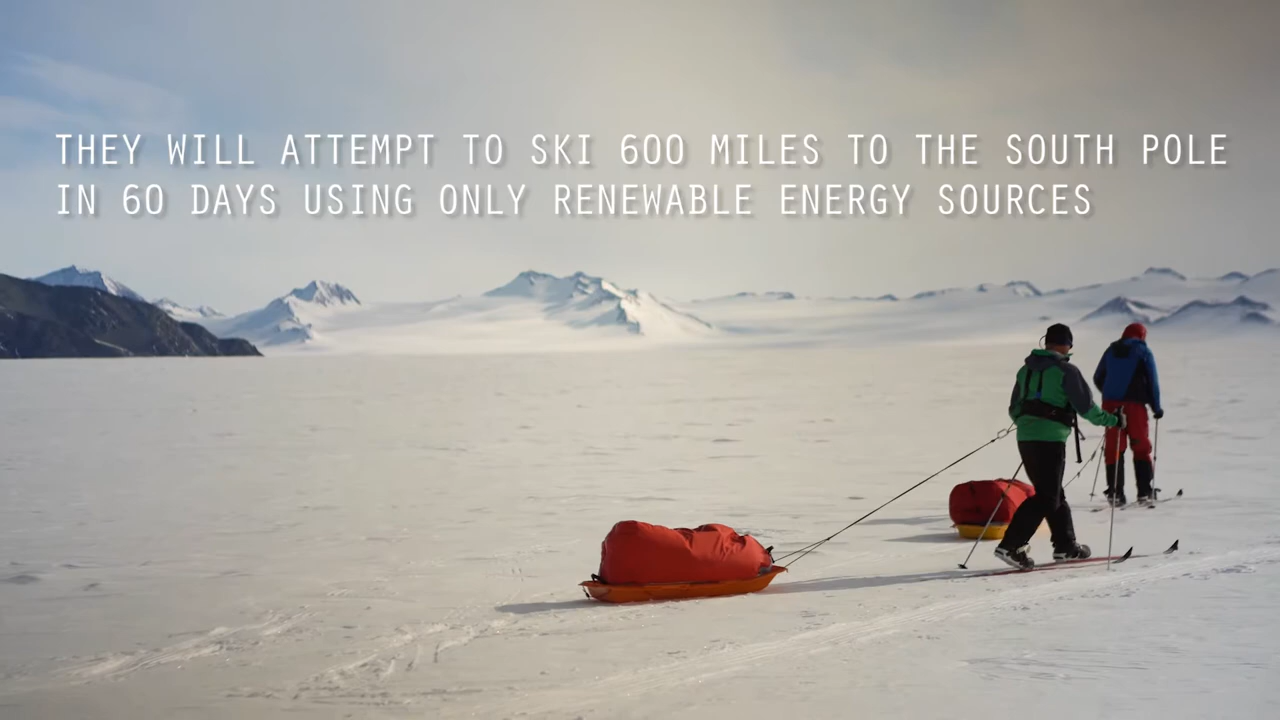 THEY WILL ATTEMPT TO SKI 600 MILES TO THE SOUTH POLE
IN 60 DAYS USING ONLY RENEWABLE ENERGY SOURCES